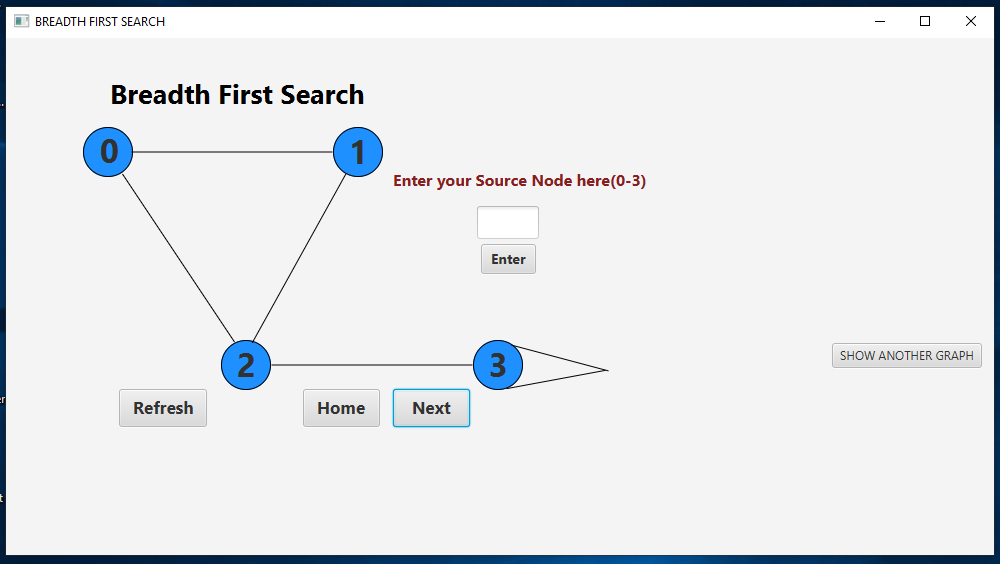 BREADTH FIRST SEARCH
Breadth First Search
0
1
Enter your Source Node here(0-3)
Enter
SHOW ANOTHER GRAPH
2
3
Refresh
Home
Next